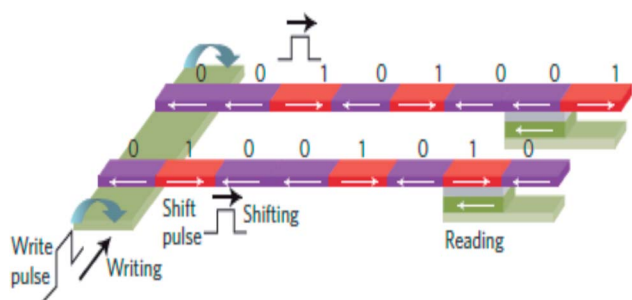 0 0 1 0 1 0 0 1
0 1 0 0 1 0 1 0
Shift
pulse
Shifting
Write
pulse
Writing
Reading